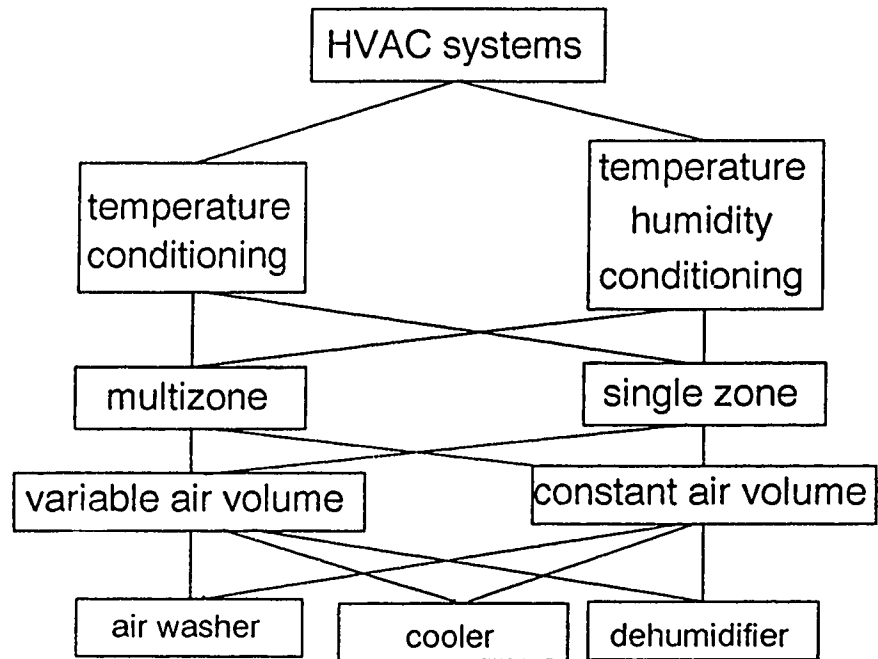 HVAC systems
temperature
conditioning
temperature
humidity
conditioning
multizone
single zone
variable air volume
constant air volume
air washer
cooler
dehumidifier